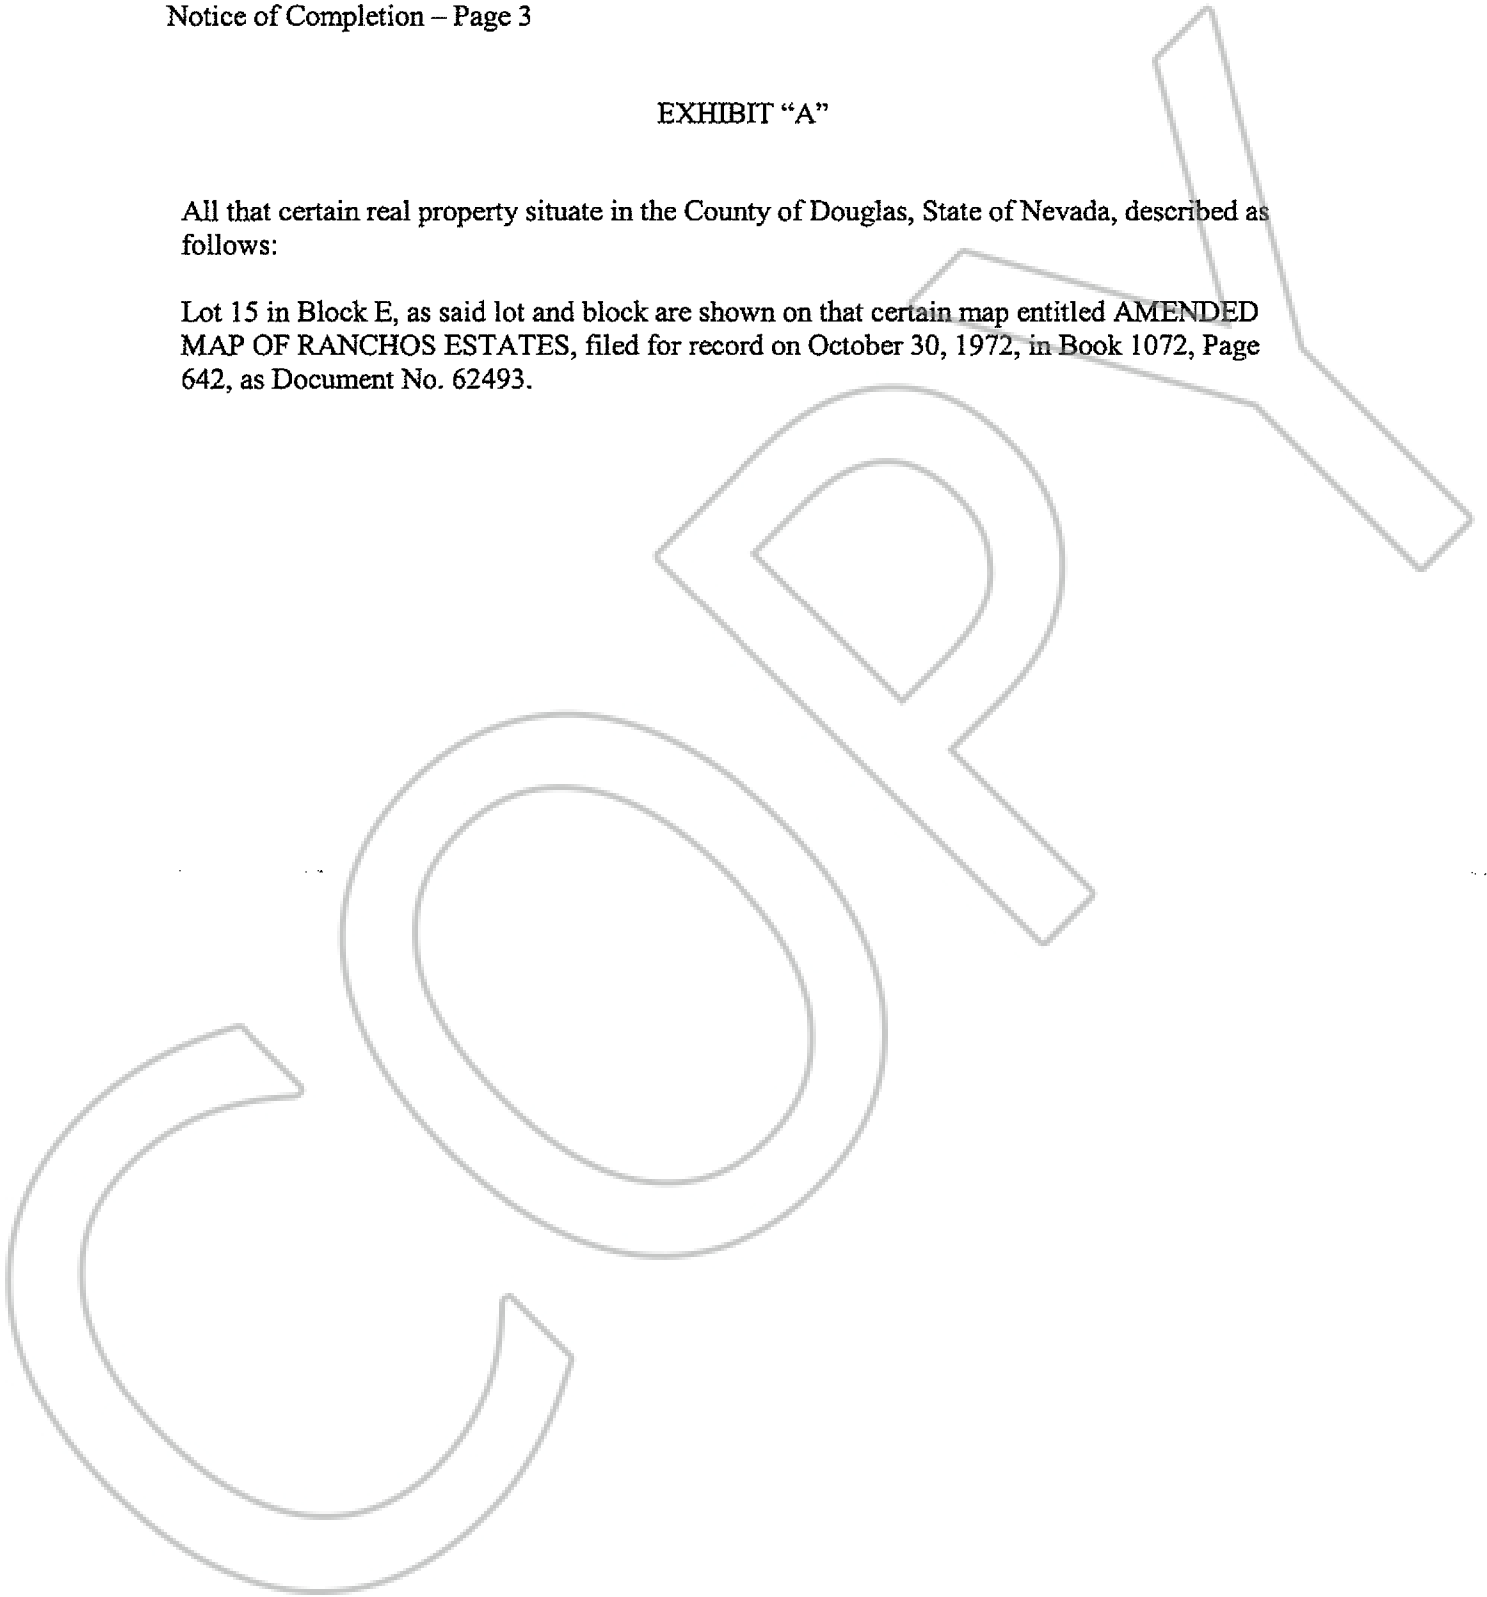 Notice of Completion – Page 3
EXHIBIT “A”
All that certain real property situate in the County of Douglas, State of Nevada, described as
follows:
Lot 15 in Block E, as said lot and block are shown on that certain map entitled AMENDED
MAP OF RANCHOS ESTATES, filed for record on October 30, 1972, in Book 1072, Page
642, as Document No. 62493.
COPY